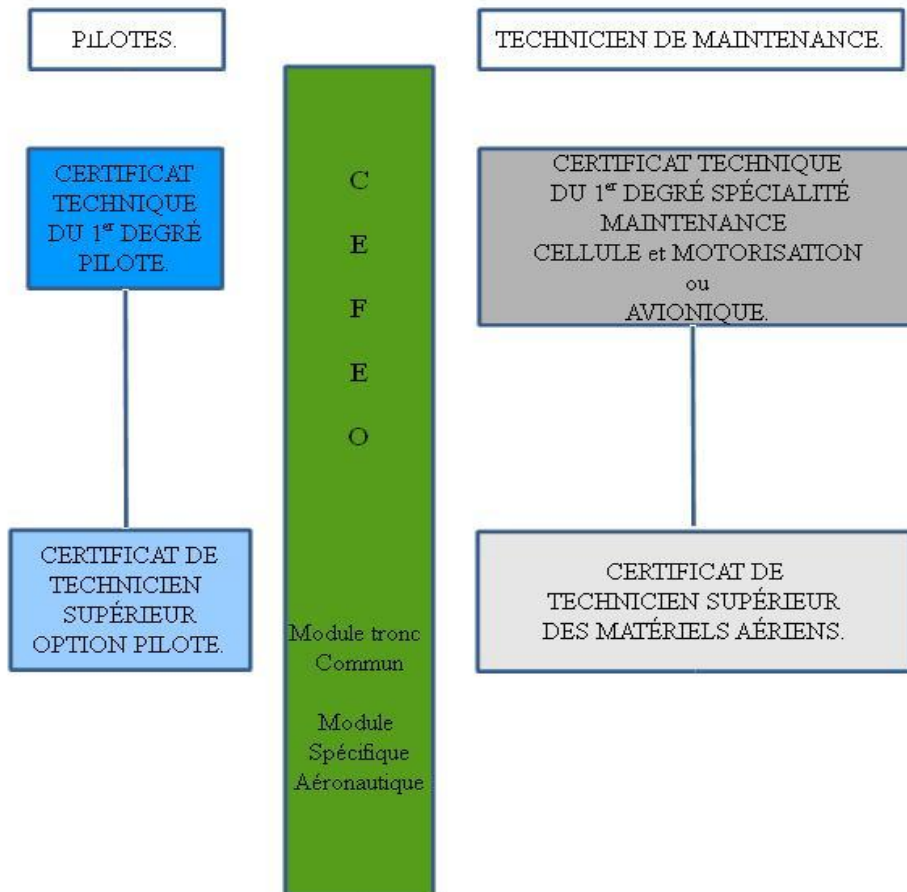 PILOTES.
TECHNICIEN DE MAINTENANCE.
CERTIFICAT
TECHNIQUE
DU 1er DEGRÉ
PILOTE.
C
E
F
E
O
CERTIFICAT TECHNIQUE
DU 1er DEGRÉ SPÉCIALITÉ
MAINTENANCE
CELLULE et MOTORISATION
ou
AVIONIQUE.
CERTIFICAT DE
TECHNICIEN
SUPÉRIEUR
OPTION PILOTE.
Module tronc
Commun
Module
Spécifique
Aéronautique
CERTIFICAT DE
TECHNICIEN SUPÉRIEUR
DES MATÉRIELS AÉRIENS.